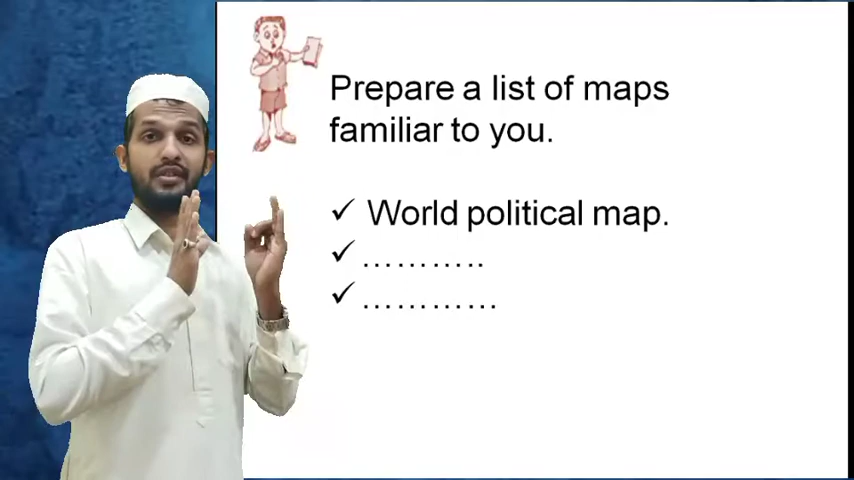 Prepare a list of maps
familiar to you.
✓ World political map.
✓ ………..
✓ …………